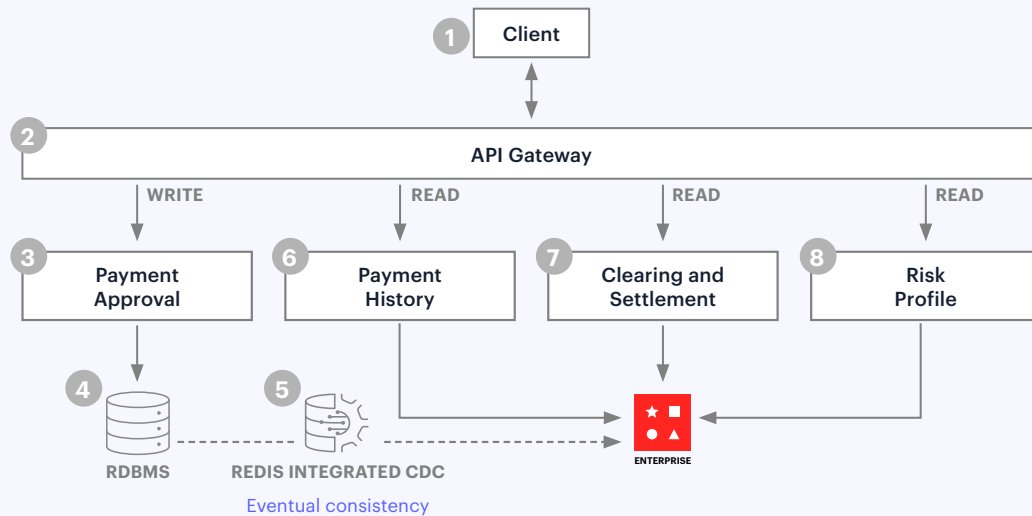 1
Client
2
API Gateway
WRITE
READ
READ
READ
3
Payment
Approval
6
Payment
History
7
Clearing and
Settlement
8
Risk
Profile
4
5
RDBMS
REDIS INTEGRATED CDC
ENTERPRISE
Eventual consistency